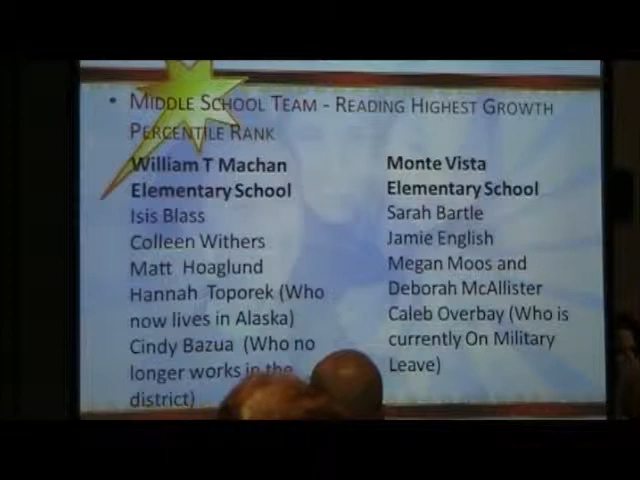 • MIDDLE SCHOOL TEAM - READING HIGHEST GROWTH
PERCENTILE RANK
William T Machan
Elementary School
Isis Blass
Colleen Withers
Matt Hoaglund
Hannah Toporek (Who
now lives in Alaska)
Cindy Bazua (Who no
longer works in the
district)
Monte Vista
Elementary School
Sarah Bartle
Jamie English
Megan Moos and
Deborah McAllister
Caleb Overbay (Who is
currently On Military
Leave)